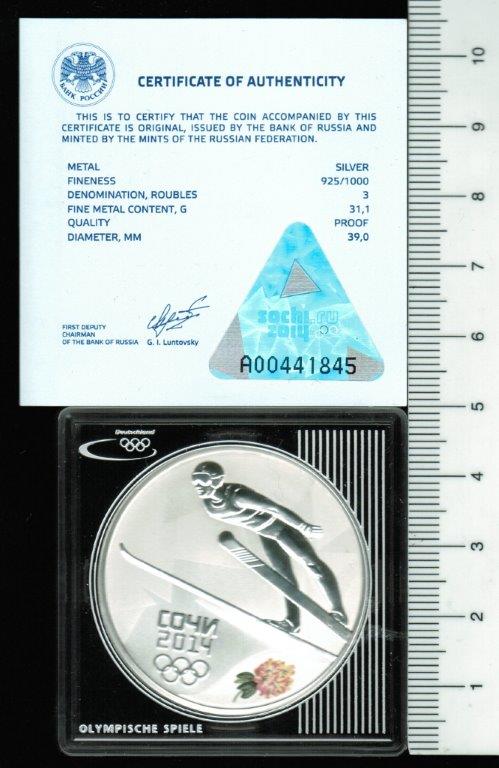 БАНК РОССИИ
CERTIFICATE OF AUTHENTICITY
THIS IS TO CERTIFY THAT THE COIN ACCOMPANIED BY THIS
CERTIFICATE IS ORIGINAL, ISSUED BY THE BANK OF RUSSIA AND
MINTED BY THE MINTS OF THE RUSSIAN FEDERATION.
METAL SILVER
FINENESS 925/1000
DENOMINATION, ROUBLES 3
FINE METAL CONTENT, G 31,1
QUALITY PROOF
DIAMETER, MM 39,0
sochi.ru
2014
FIRST DEPUTY
CHAIRMAN
OF THE BANK OF RUSSIA G. I. Luntovsky
A00441845
Deutschland
СОЧИ
2014
OLYMPISCHE SPIELE
10
9
8
7
6
5
4
3
2
1